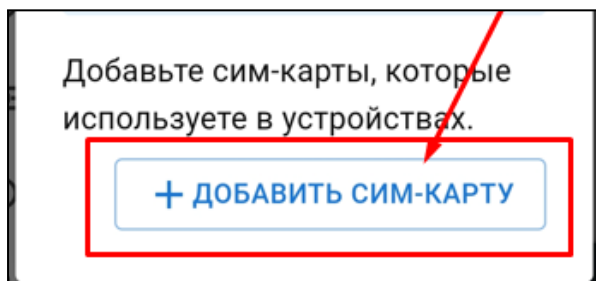 Добавьте сим-карты, которые
используете в устройствах.
+ ДОБАВИТЬ СИМ-КАРТУ